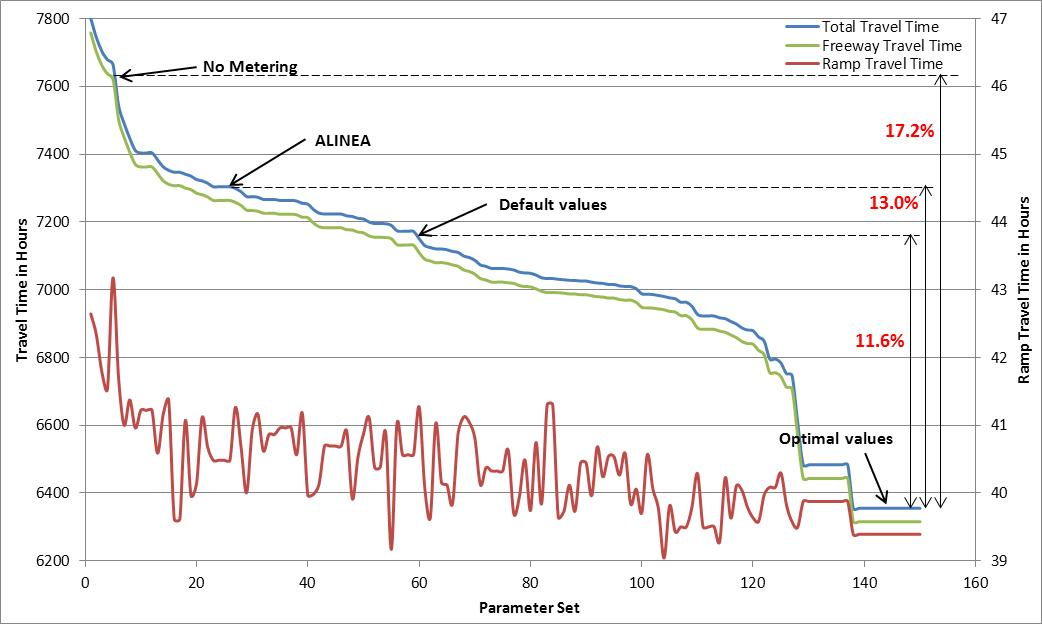 7800
7600
7400
7200
7000
6800
6600
6400
6200
Travel Time in Hours
Total Travel Time
Freeway Travel Time
Ramp Travel Time
No Metering
ALINEA
Default values
17.2%
13.0%
11.6%
Optimal values
47
46
45
44
43
42
41
40
39
Ramp Travel Time in Hours
0 20 40 60 80 100 120 140 160
Parameter Set